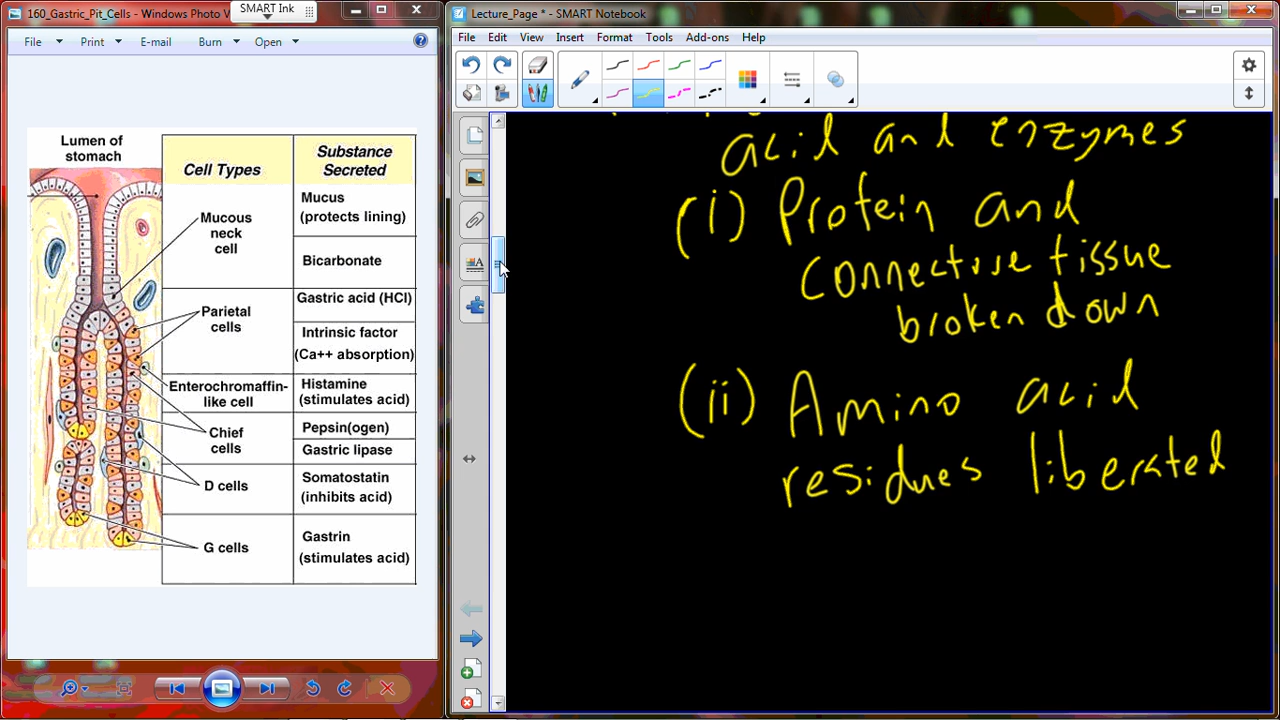 160_Gastric_Pit_Cells - Windows Photo V
SMART Ink
File Print E-mail Burn Open
Lumen of
stomach
Cell Types
Substance
Secreted
Mucous
neck
cell
Mucus
(protects lining)
Bicarbonate
Parietal
cells
Gastric acid (HCl)
Intrinsic factor
(Ca++ absorption)
Enterochromaffin-
like cell
Histamine
(stimulates acid)
Chief
cells
Pepsin(ogen)
Gastric lipase
D cells
Somatostatin
(inhibits acid)
G cells
Gastrin
(stimulates acid)
Lecture_Page * - SMART Notebook
File Edit View Insert Format Tools Add-ons Help
acid and enzymes
(i) Protein and
connective tissue
broken down
(ii) Amino acid
residues liberated